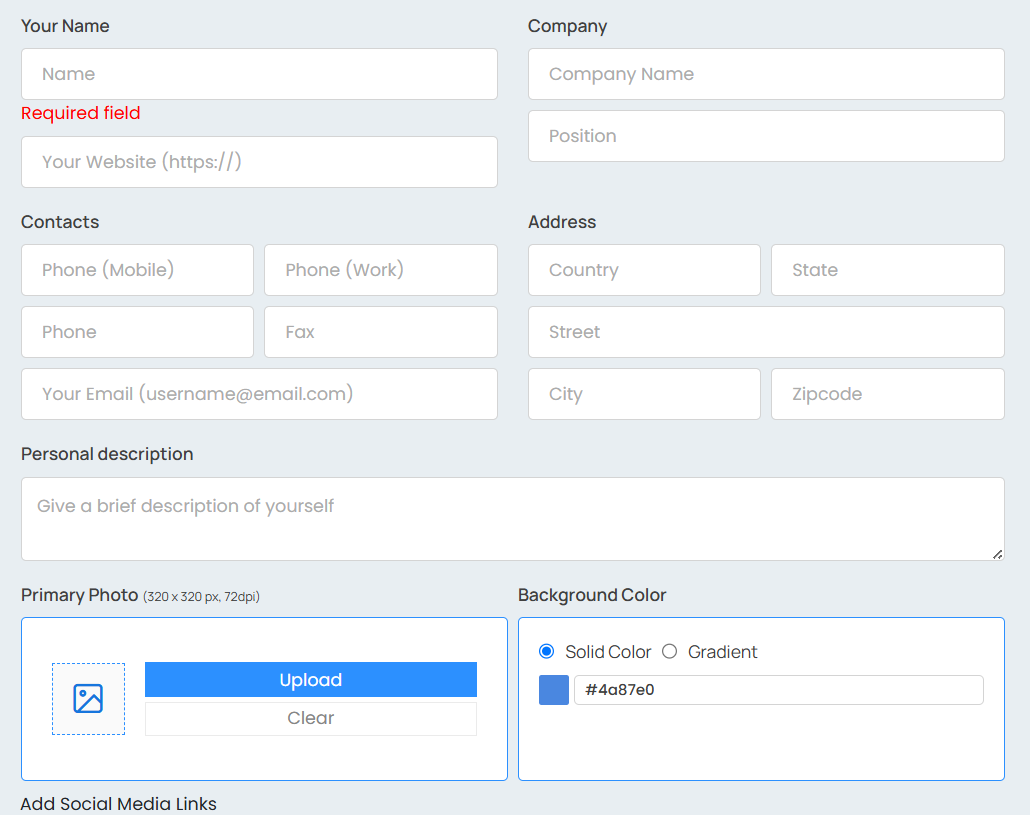 Your Name
Name
Required field
Your Website (https://)
Company
Company Name
Position
Contacts
Phone (Mobile)
Phone (Work)
Phone
Fax
Your Email (username@email.com)
Address
Country
State
Street
City
Zipcode
Personal description
Give a brief description of yourself
Primary Photo (320 x 320 px, 72dpi)
Upload
Clear
Background Color
Solid Color
Gradient
#4a87e0
Add Social Media Links